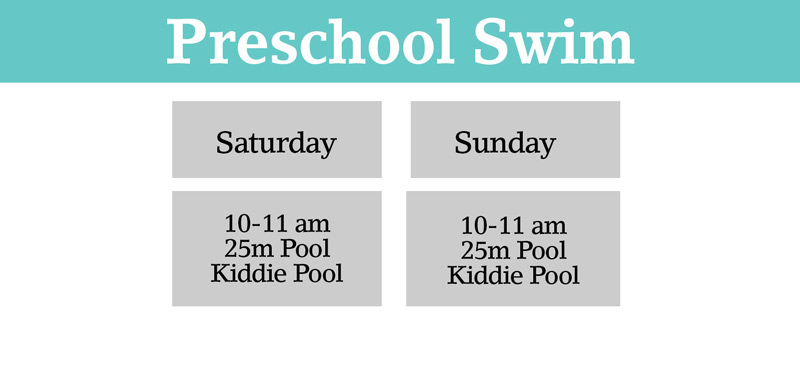 Preschool Swim
Saturday
Sunday
10-11 am
25m Pool
Kiddie Pool
10-11 am
25m Pool
Kiddie Pool